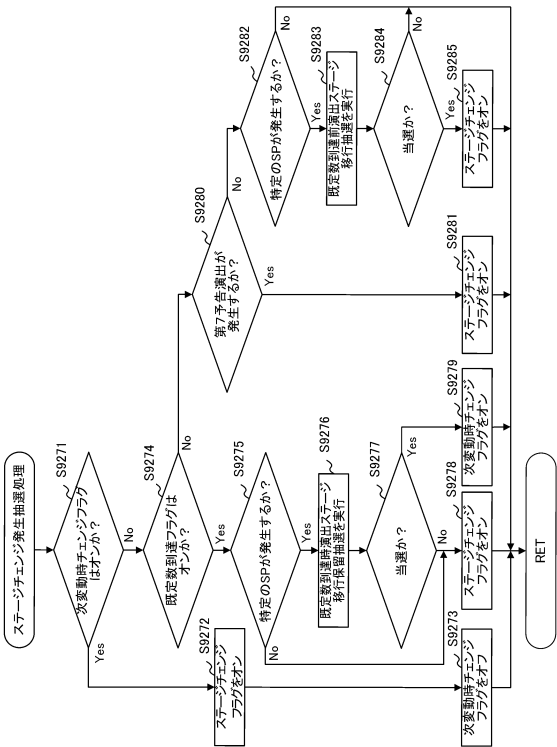 ステージチェンジ発生抽選処理
S9271
次変動時チェンジフラグ
はオンか？
Yes
No
S9272
ステージチェンジ
フラグをオン
S9273
次変動時チェンジ
フラグをオフ
S9274
既定数到達フラグは
オンか？
No
Yes
S9275
特定のSPが発生するか？
No
Yes
S9276
既定数到達時演出ステージ
移行保留抽選を実行
S9277
当選か？
Yes
No
S9278
ステージチェンジ
フラグをオン
S9279
次変動時チェンジ
フラグをオン
S9280
第7予告演出が
発生するか？
No
Yes
S9281
ステージチェンジ
フラグをオン
S9282
特定のSPが発生するか？
No
Yes
S9283
既定数到達前演出ステージ
移行抽選を実行
S9284
当選か？
No
Yes
S9285
ステージチェンジ
フラグをオン
RET